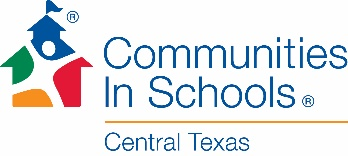 ®
Communities
In Schools ®
Central Texas